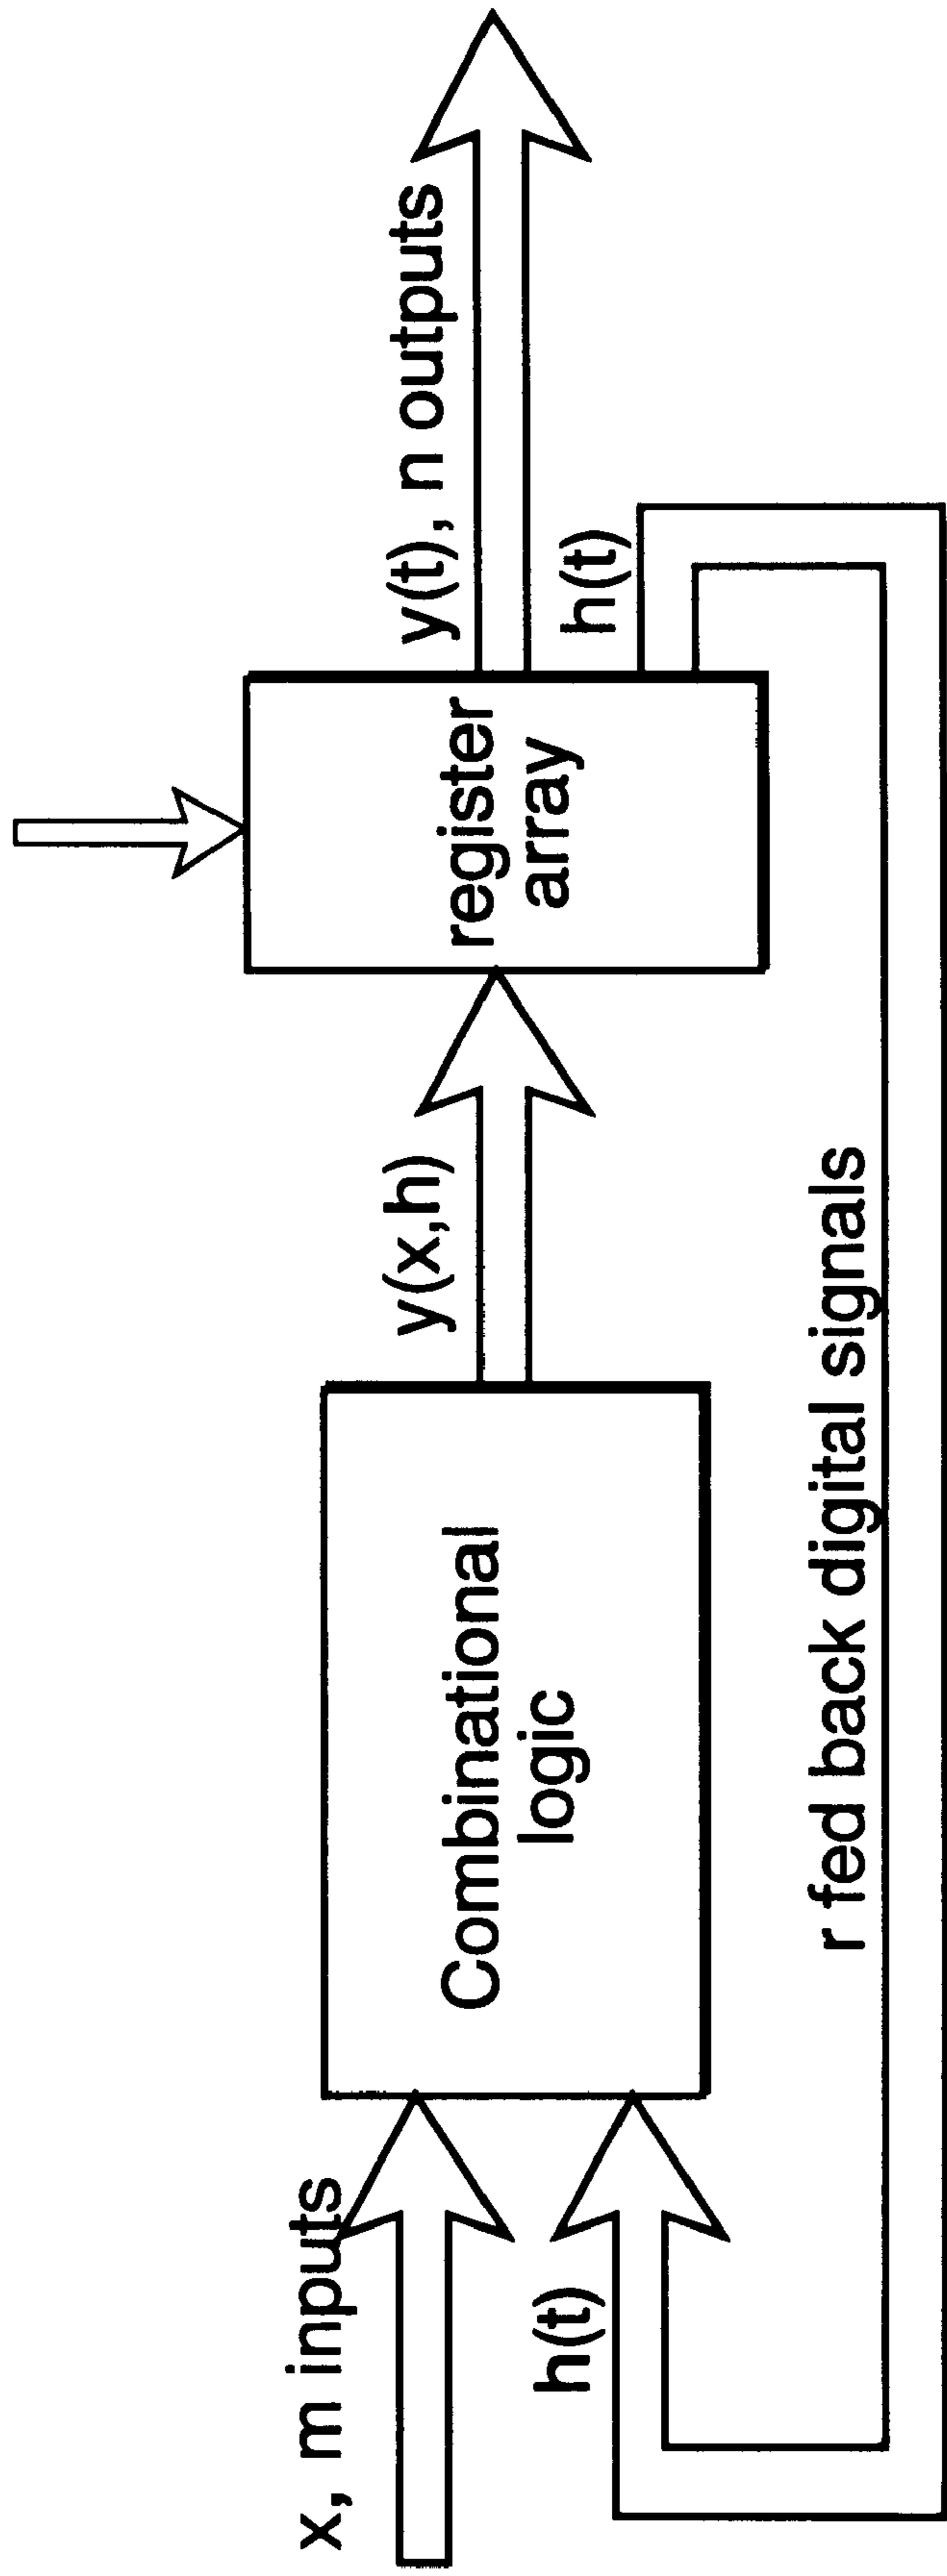 x, m inputs
h(t)
Combinational
logic
y(x,h)
register
array
y(t), n outputs
h(t)
r fed back digital signals